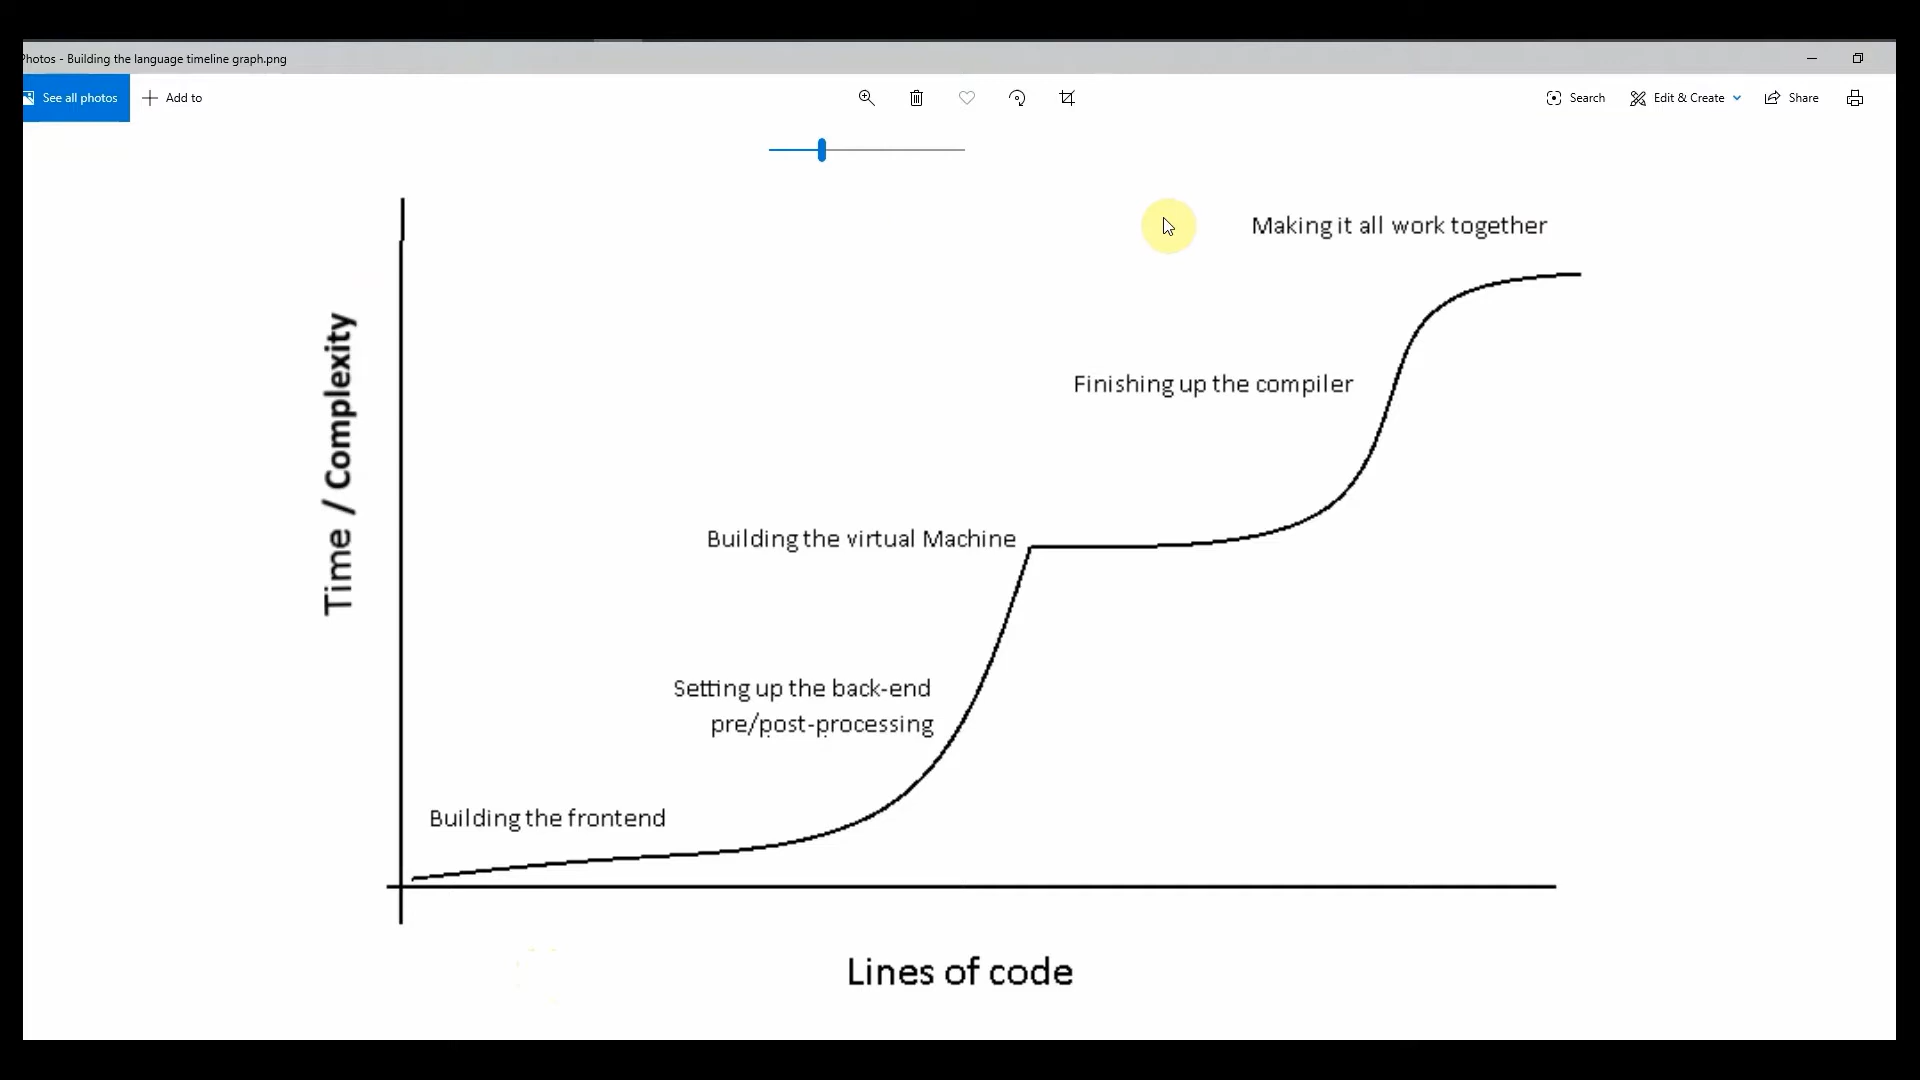 Photos - Building the language timeline graph.png
See all photos
Add to
Search
Edit & Create
Share
Making it all work together
Finishing up the compiler
Time / Complexity
Building the virtual Machine
Setting up the back-end
pre/post-processing
Building the frontend
Lines of code